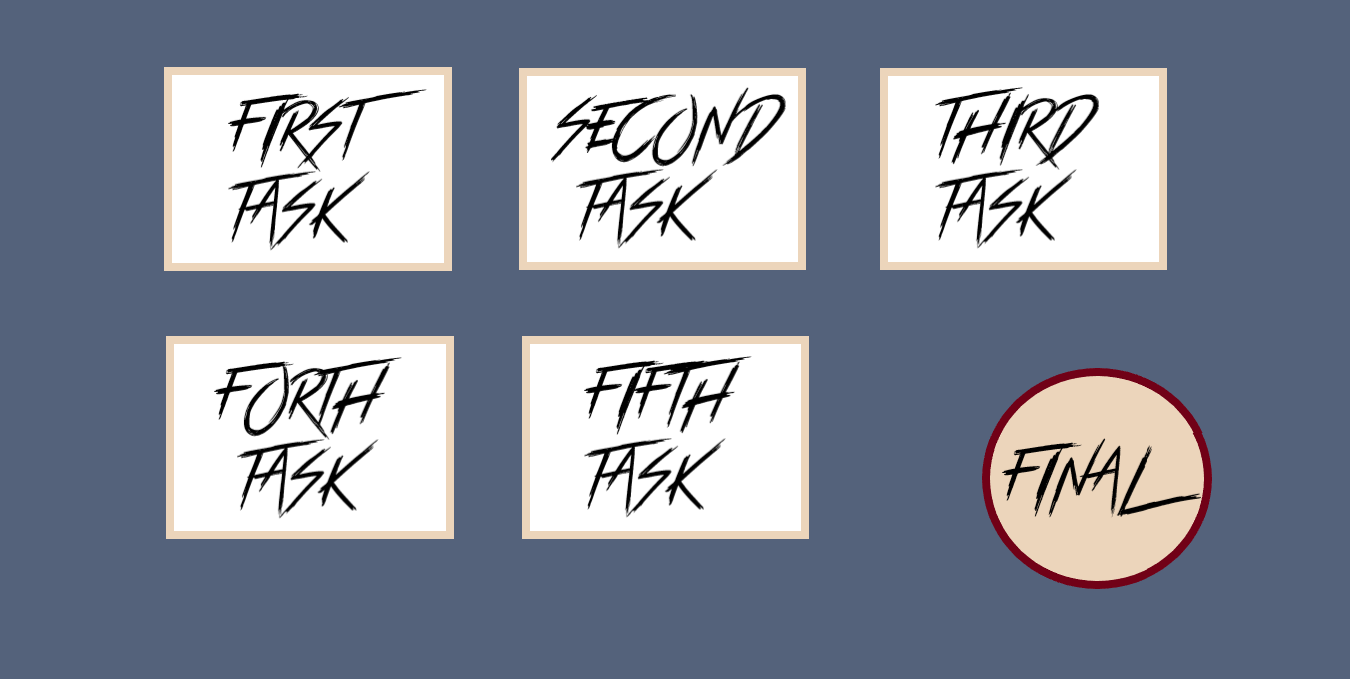 FIRST
TASK
SECOND
TASK
THIRD
TASK
FORTH
TASK
FIFTH
TASK
FINAL